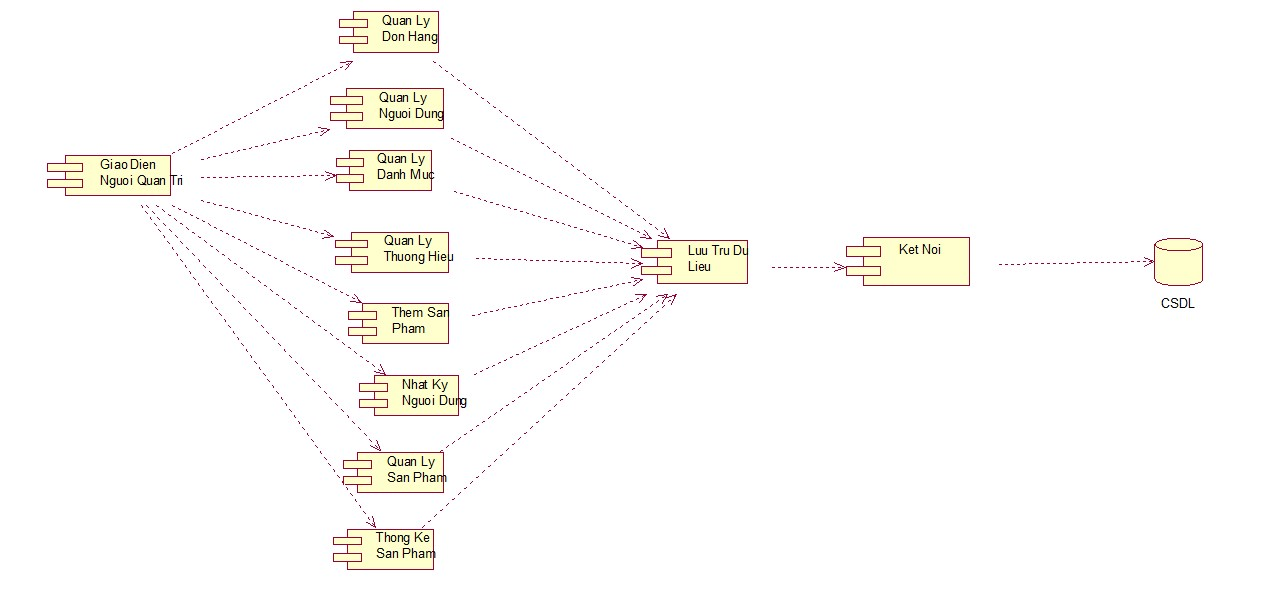 Quan Ly
Don Hang
Quan Ly
Nguoi Dung
Giao Dien
Nguoi Quan Tri
Quan Ly
Danh Muc
Quan Ly
Thuong Hieu
Them San
Pham
Nhat Ky
Nguoi Dung
Quan Ly
San Pham
Thong Ke
San Pham
Luu Tru Du
Lieu
Ket Noi
CSDL